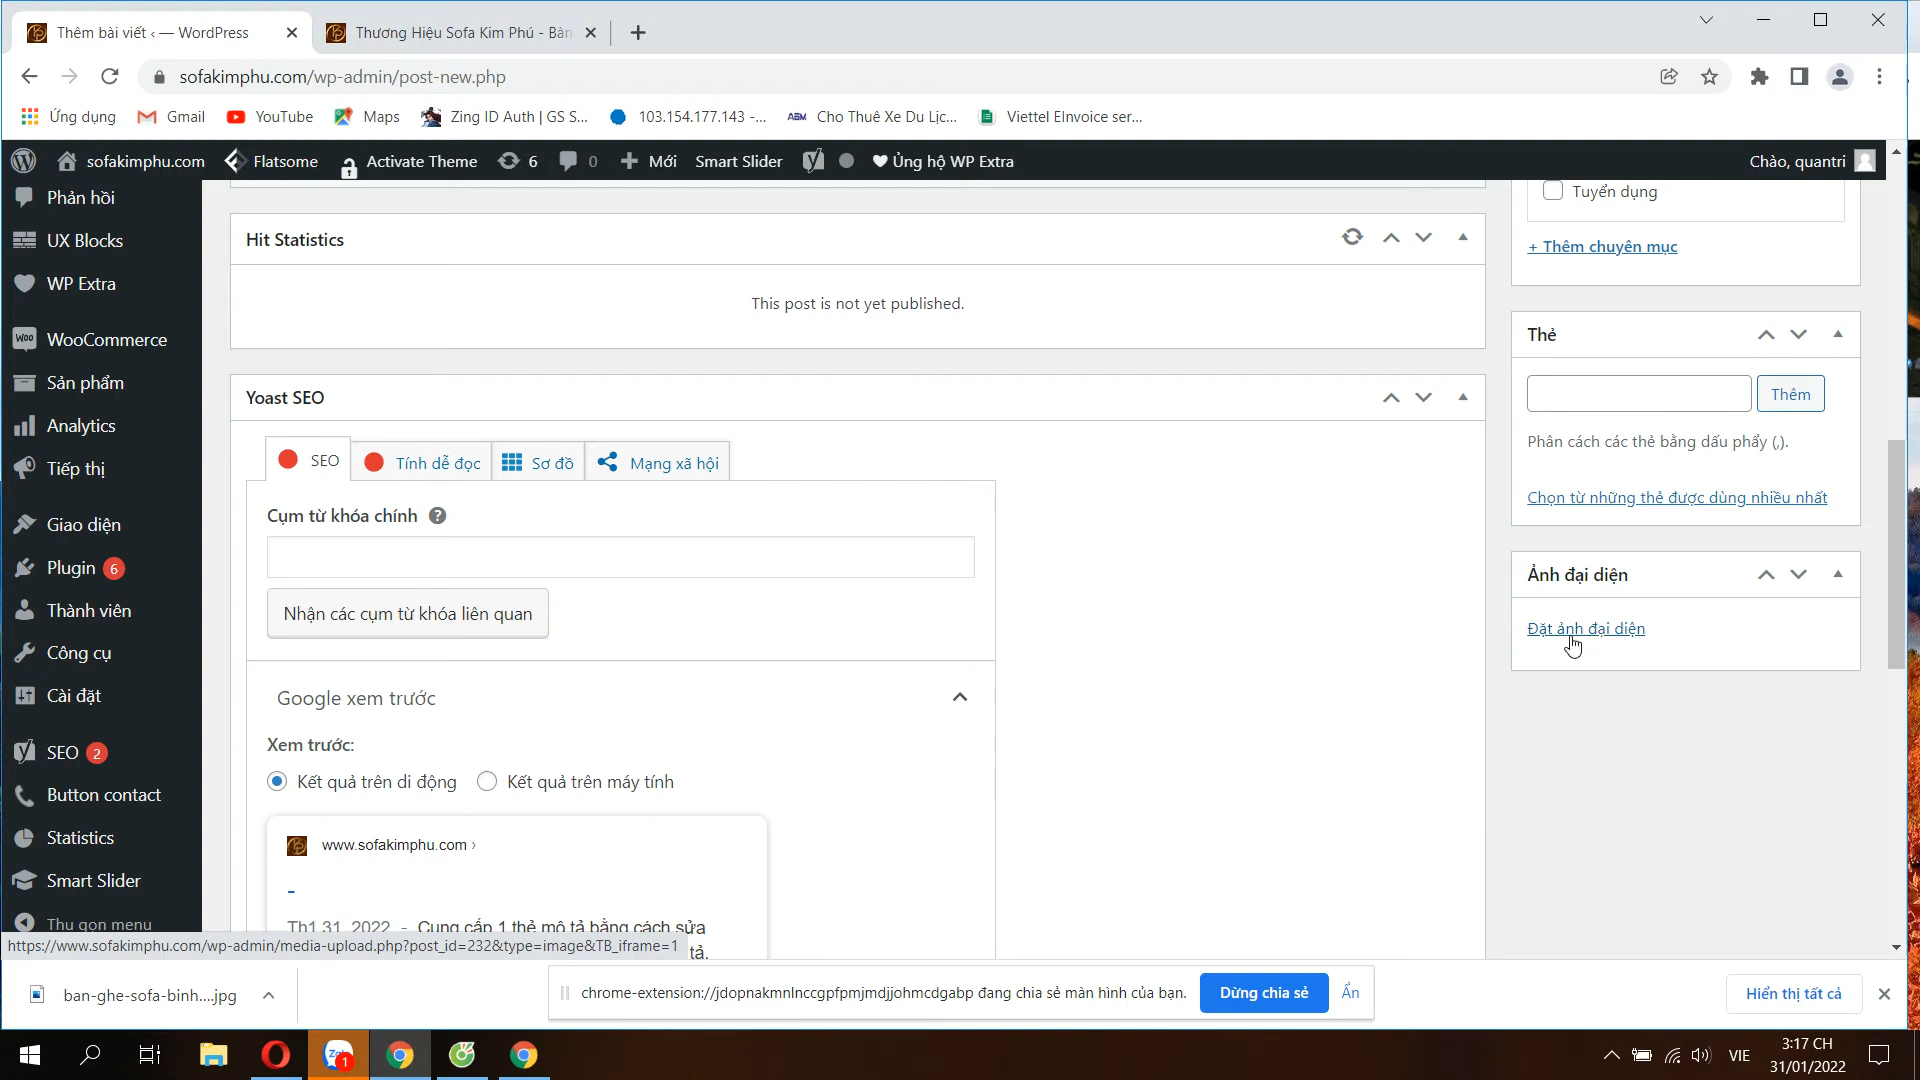 Thêm bài viết ‹ — WordPress
Thương Hiệu Sofa Kim Phú - Bàn
sofakimphu.com/wp-admin/post-new.php
Ứng dụng
Gmail
YouTube
Maps
Zing ID Auth | GS S...
103.154.177.143 -...
ABM
Cho Thuê Xe Du Lịc...
Viettel EInvoice ser...
sofakimphu.com
Flatsome
Activate Theme
6
0
Mới
Smart Slider
Ủng hộ WP Extra
Chào, quantri
Phản hồi
UX Blocks
WP Extra
WooCommerce
Sản phẩm
Analytics
Tiếp thị
Giao diện
Plugin 6
Thành viên
Công cụ
Cài đặt
SEO 2
Button contact
Statistics
Smart Slider
Thu gọn menu
Hit Statistics
This post is not yet published.
Yoast SEO
SEO
Tính dễ đọc
Sơ đồ
Mạng xã hội
Cụm từ khóa chính
Nhận các cụm từ khóa liên quan
Google xem trước
Xem trước:
Kết quả trên di động
Kết quả trên máy tính
www.sofakimphu.com ›
-
Th1 31, 2022 - Cung cấp 1 thẻ mô tả bằng cách sửa
tả.
Tuyển dụng
+ Thêm chuyên mục
Thẻ
Thêm
Phân cách các thẻ bằng dấu phẩy (,).
Chọn từ những thẻ được dùng nhiều nhất
Ảnh đại diện
Đặt ảnh đại diện
https://www.sofakimphu.com/wp-admin/media-upload.php?post_id=232&type=image&TB_iframe=1
ban-ghe-sofa-binh....jpg
chrome-extension://jdopnakmnlnccgpfpmjmdjjohmcdgabp đang chia sẻ màn hình của bạn.
Dừng chia sẻ
Ẩn
Hiển thị tất cả
1
VIE
3:17 CH
31/01/2022